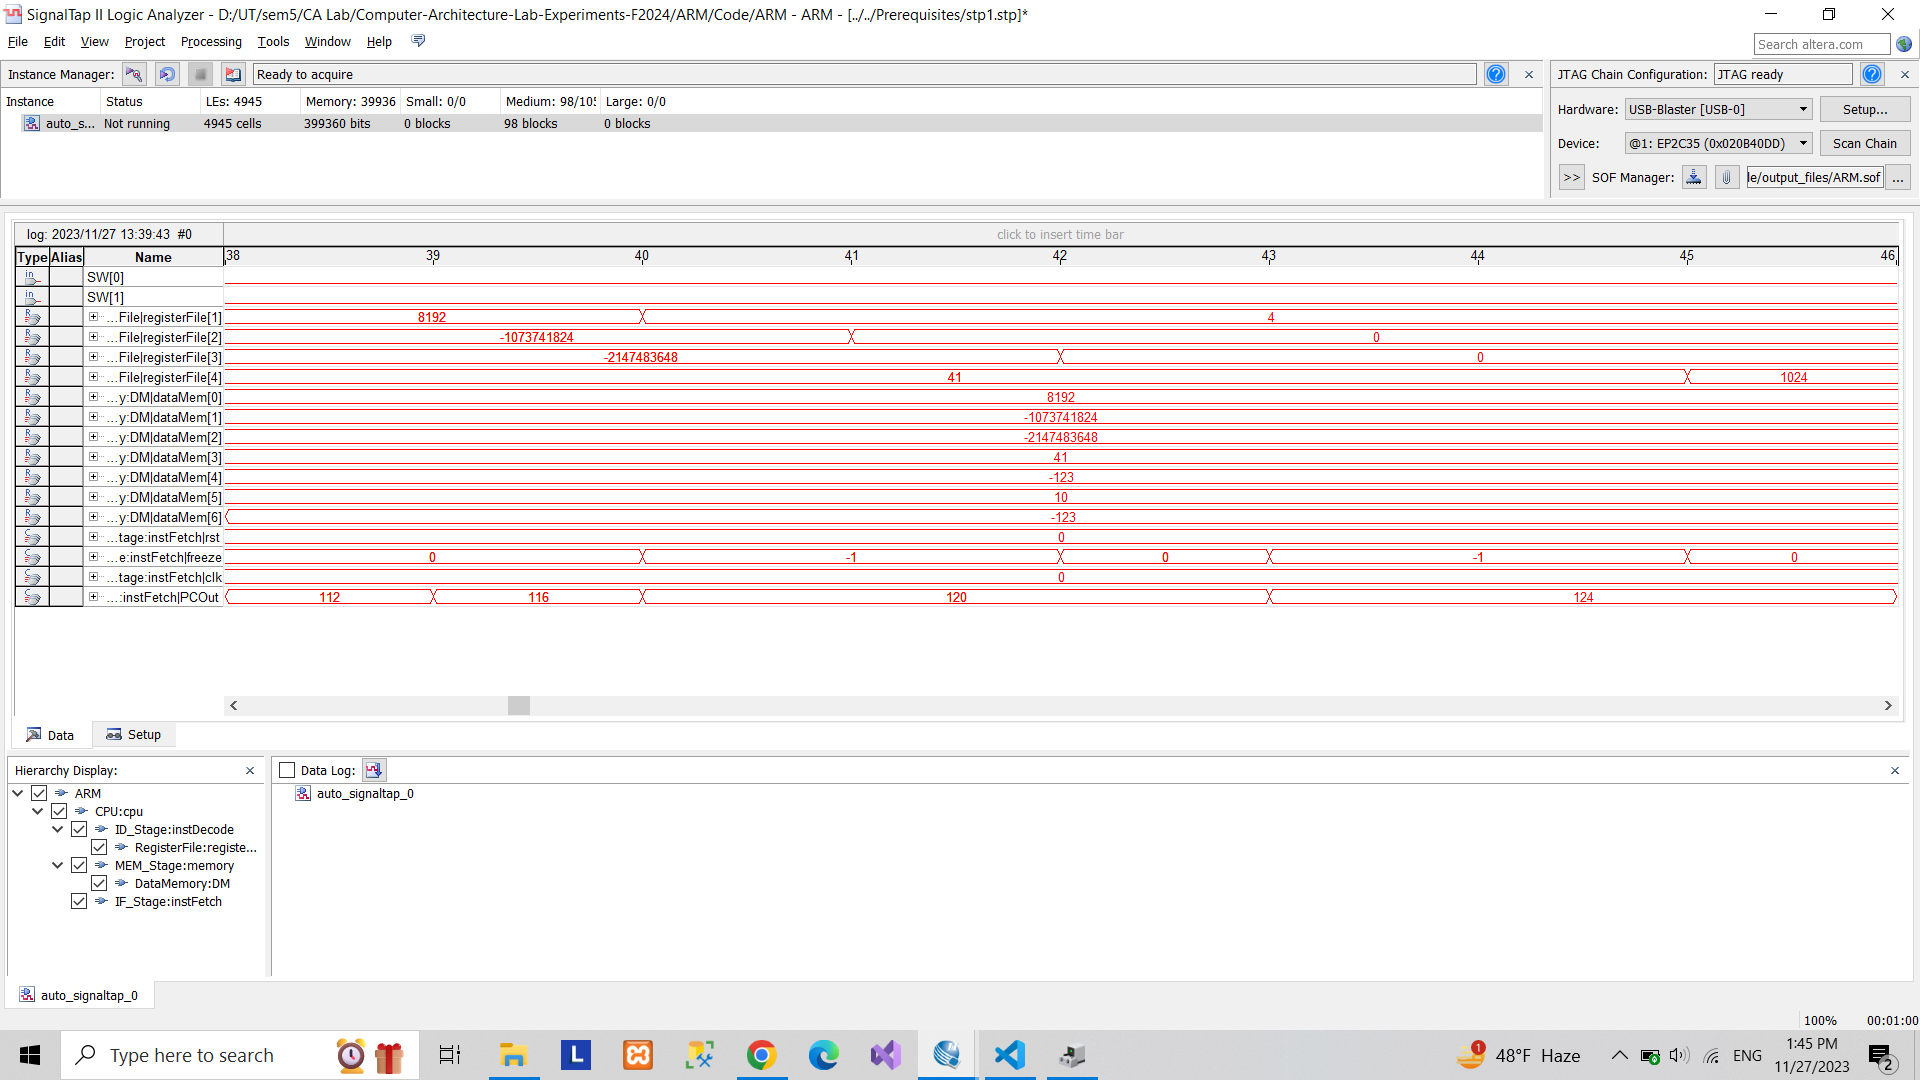 SignalTap II Logic Analyzer - D:/UT/sem5/CA Lab/Computer-Architecture-Lab-Experiments-F2024/ARM/Code/ARM - ARM - [../../Prerequisites/stp1.stp]*
File Edit View Project Processing Tools Window Help
Search altera.com
Instance Manager: Ready to acquire
JTAG Chain Configuration: JTAG ready
Instance Status LEs: 4945 Memory: 39936 Small: 0/0 Medium: 98/105 Large: 0/0
auto_s... Not running 4945 cells 399360 bits 0 blocks 98 blocks 0 blocks
Hardware: USB-Blaster [USB-0] Setup...
Device: @1: EP2C35 (0x020B40DD) Scan Chain
>> SOF Manager: le/output_files/ARM.sof ...
log: 2023/11/27 13:39:43 #0 click to insert time bar
Type Alias Name 38 39 40 41 42 43 44 45 46
in SW[0]
in SW[1]
R ...File|registerFile[1] 8192 4
R ...File|registerFile[2] -1073741824 0
R ...File|registerFile[3] -2147483648 0
R ...File|registerFile[4] 41 1024
R ...y:DM|dataMem[0] 8192
R ...y:DM|dataMem[1] -1073741824
R ...y:DM|dataMem[2] -2147483648
R ...y:DM|dataMem[3] 41
R ...y:DM|dataMem[4] -123
R ...y:DM|dataMem[5] 10
R ...y:DM|dataMem[6] -123
C ...tage:instFetch|rst 0
C ...e:instFetch|freeze 0 -1 0 -1 0
C ...tage:instFetch|clk 0
C ...:instFetch|PCOut 112 116 120 124
Data Setup
Hierarchy Display:
ARM
CPU:cpu
ID_Stage:instDecode
RegisterFile:registe...
MEM_Stage:memory
DataMemory:DM
IF_Stage:instFetch
Data Log:
auto_signaltap_0
auto_signaltap_0
100% 00:01:00
Type here to search
L
1
48°F Haze
ENG
1:45 PM
11/27/2023
2